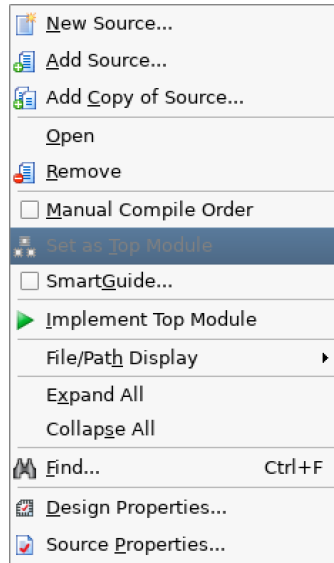 New Source...
Add Source...
Add Copy of Source...
Open
Remove
Manual Compile Order
Set as Top Module
SmartGuide...
Implement Top Module
File/Path Display
Expand All
Collapse All
Find... Ctrl+F
Design Properties...
Source Properties...